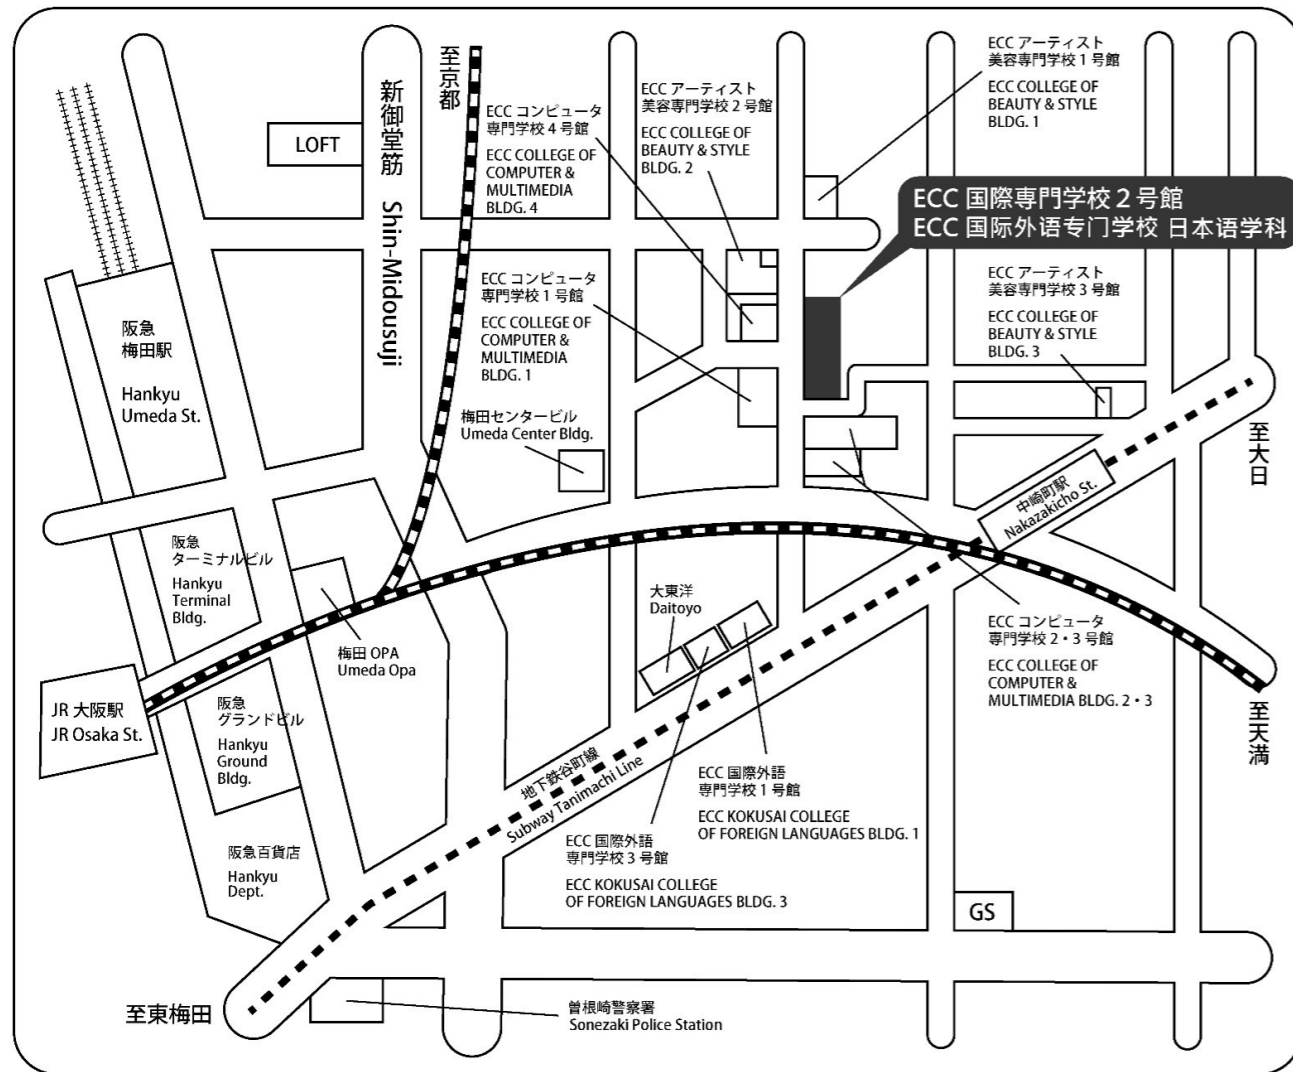 至京都
新御堂筋 Shin-Midousuji
LOFT
ECC コンピュータ
専門学校 4 号館
ECC COLLEGE OF
COMPUTER &
MULTIMEDIA
BLDG. 4
ECC アーティスト
美容専門学校 2 号館
ECC COLLEGE OF
BEAUTY & STYLE
BLDG. 2
ECC アーティスト
美容専門学校 1 号館
ECC COLLEGE OF
BEAUTY & STYLE
BLDG. 1
ECC 国際専門学校 2 号館
ECC 国际外语专门学校 日本语学科
ECC コンピュータ
専門学校 1 号館
ECC COLLEGE OF
COMPUTER &
MULTIMEDIA
BLDG. 1
ECC アーティスト
美容専門学校 3 号館
ECC COLLEGE OF
BEAUTY & STYLE
BLDG. 3
阪急
梅田駅
Hankyu
Umeda St.
梅田センタービル
Umeda Center Bldg.
至大日
中崎町駅
Nakazakicho St.
阪急
ターミナルビル
Hankyu
Terminal
Bldg.
大東洋
Daitoyo
梅田 OPA
Umeda Opa
ECC コンピュータ
専門学校 2・3 号館
ECC COLLEGE OF
COMPUTER &
MULTIMEDIA BLDG. 2・3
JR 大阪駅
JR Osaka St.
阪急
グランドビル
Hankyu
Ground
Bldg.
至天満
地下鉄谷町線
Subway Tanimachi Line
ECC 国際外語
専門学校 1 号館
ECC KOKUSAI COLLEGE
OF FOREIGN LANGUAGES BLDG. 1
ECC 国際外語
専門学校 3 号館
ECC KOKUSAI COLLEGE
OF FOREIGN LANGUAGES BLDG. 3
阪急百貨店
Hankyu
Dept.
GS
至東梅田
曽根崎警察署
Sonezaki Police Station